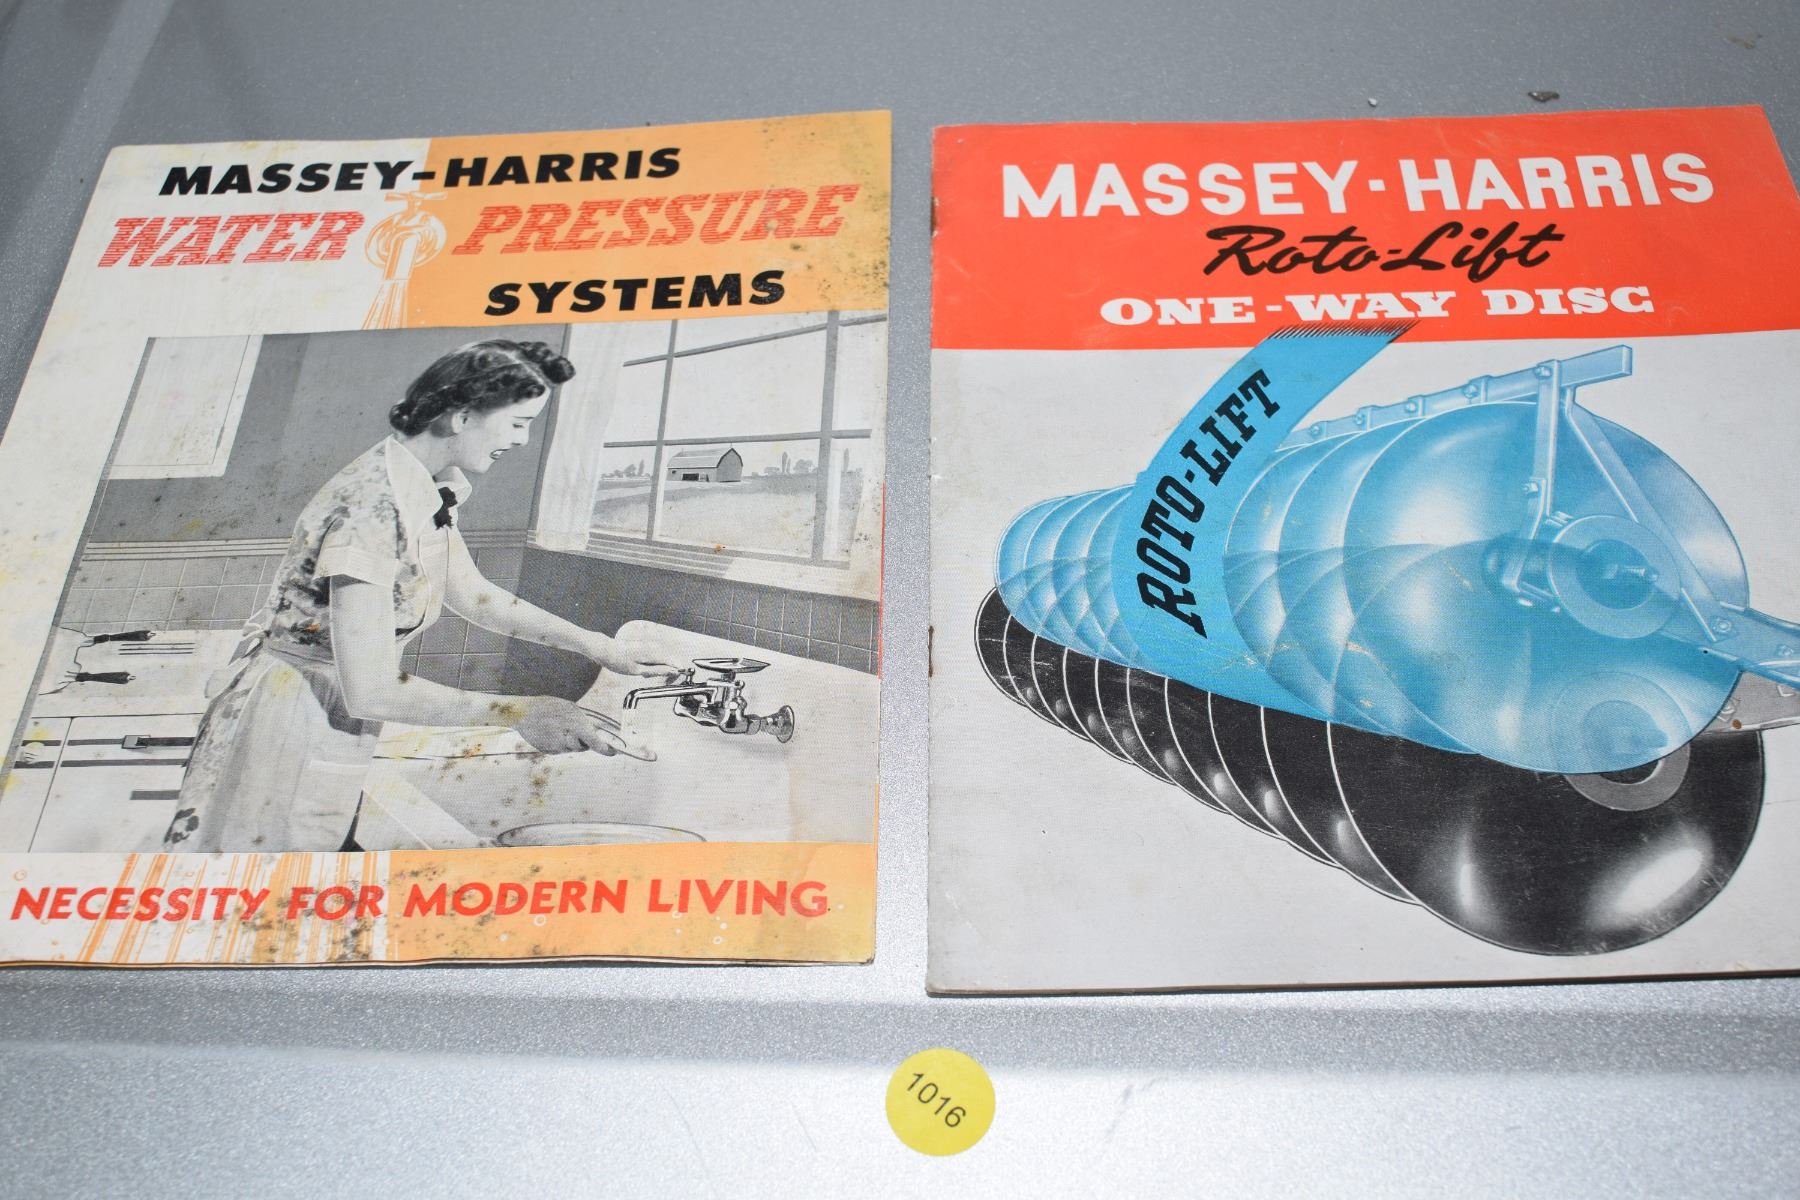 MASSEY-HARRIS
WATER PRESSURE
SYSTEMS
NECESSITY FOR MODERN LIVING
MASSEY-HARRIS
Roto-Lift
ONE-WAY DISC
ROTO-LIFT
1016